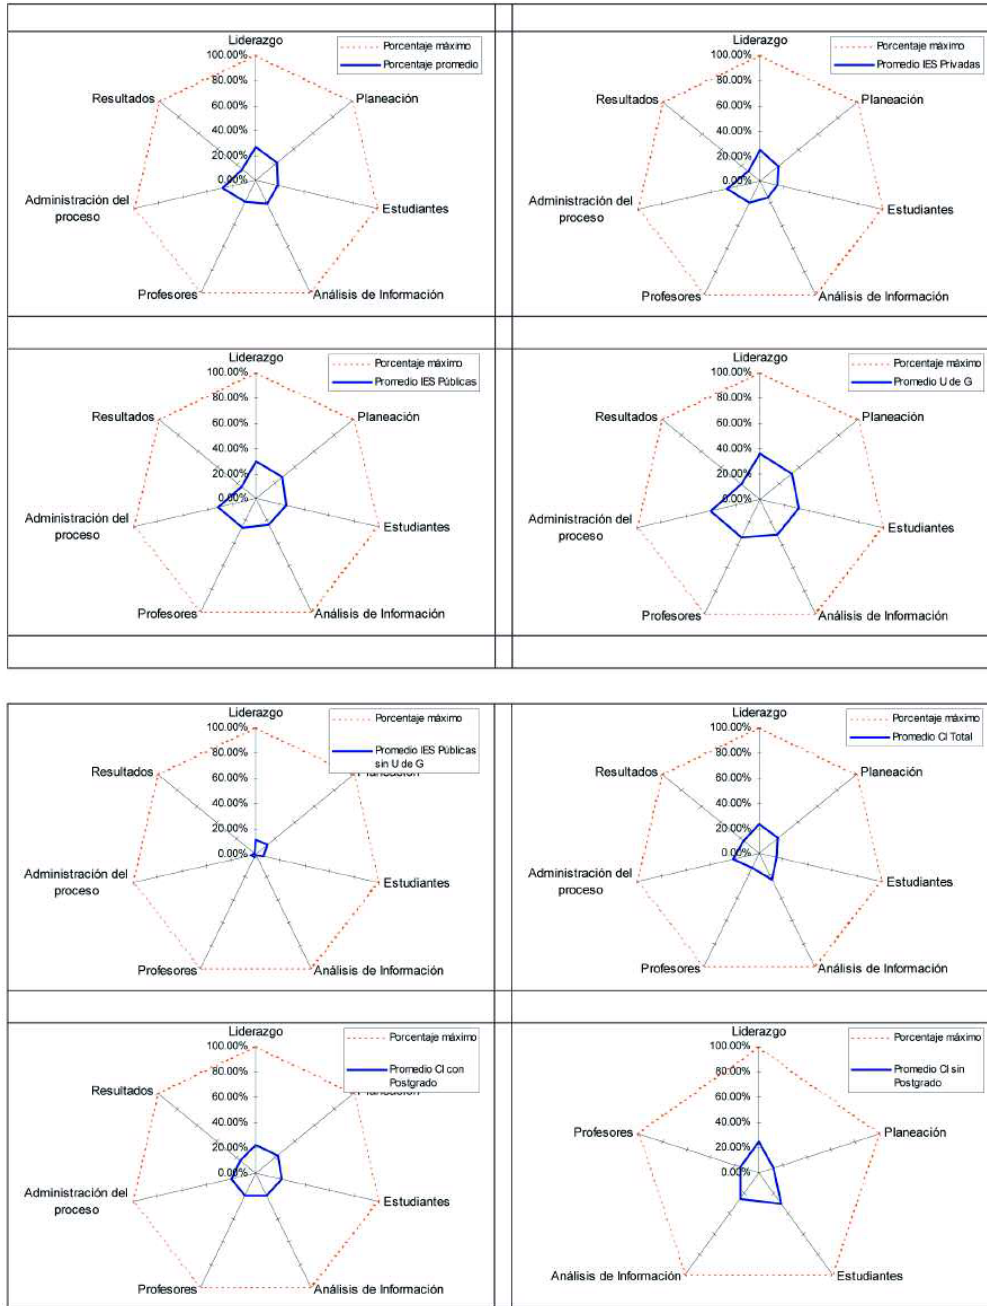 Liderazgo
Porcentaje máximo
Porcentaje promedio
100.00%
80.00%
60.00%
40.00%
20.00%
0.00%
Resultados
Planeación
Administración del
proceso
Estudiantes
Profesores
Análisis de Información
Liderazgo
Porcentaje máximo
Promedio IES Privadas
100.00%
80.00%
60.00%
40.00%
20.00%
0.00%
Resultados
Planeación
Administración del
proceso
Estudiantes
Profesores
Análisis de Información
Liderazgo
Porcentaje máximo
Promedio IES Públicas
100.00%
80.00%
60.00%
40.00%
20.00%
0.00%
Resultados
Planeación
Administración del
proceso
Estudiantes
Profesores
Análisis de Información
Liderazgo
Porcentaje máximo
Promedio U de G
100.00%
80.00%
60.00%
40.00%
20.00%
0.00%
Resultados
Planeación
Administración del
proceso
Estudiantes
Profesores
Análisis de Información
Liderazgo
Porcentaje máximo
Promedio IES Públicas
sin U de G
100.00%
80.00%
60.00%
40.00%
20.00%
0.00%
Resultados
Planeación
Administración del
proceso
Estudiantes
Profesores
Análisis de Información
Liderazgo
Porcentaje máximo
Promedio CI Total
100.00%
80.00%
60.00%
40.00%
20.00%
0.00%
Resultados
Planeación
Administración del
proceso
Estudiantes
Profesores
Análisis de Información
Liderazgo
Porcentaje máximo
Promedio CI con
Postgrado
100.00%
80.00%
60.00%
40.00%
20.00%
0.00%
Resultados
Planeación
Administración del
proceso
Estudiantes
Profesores
Análisis de Información
Liderazgo
Porcentaje máximo
Promedio CI sin
Postgrado
100.00%
80.00%
60.00%
40.00%
20.00%
0.00%
Profesores
Planeación
Análisis de Información
Estudiantes